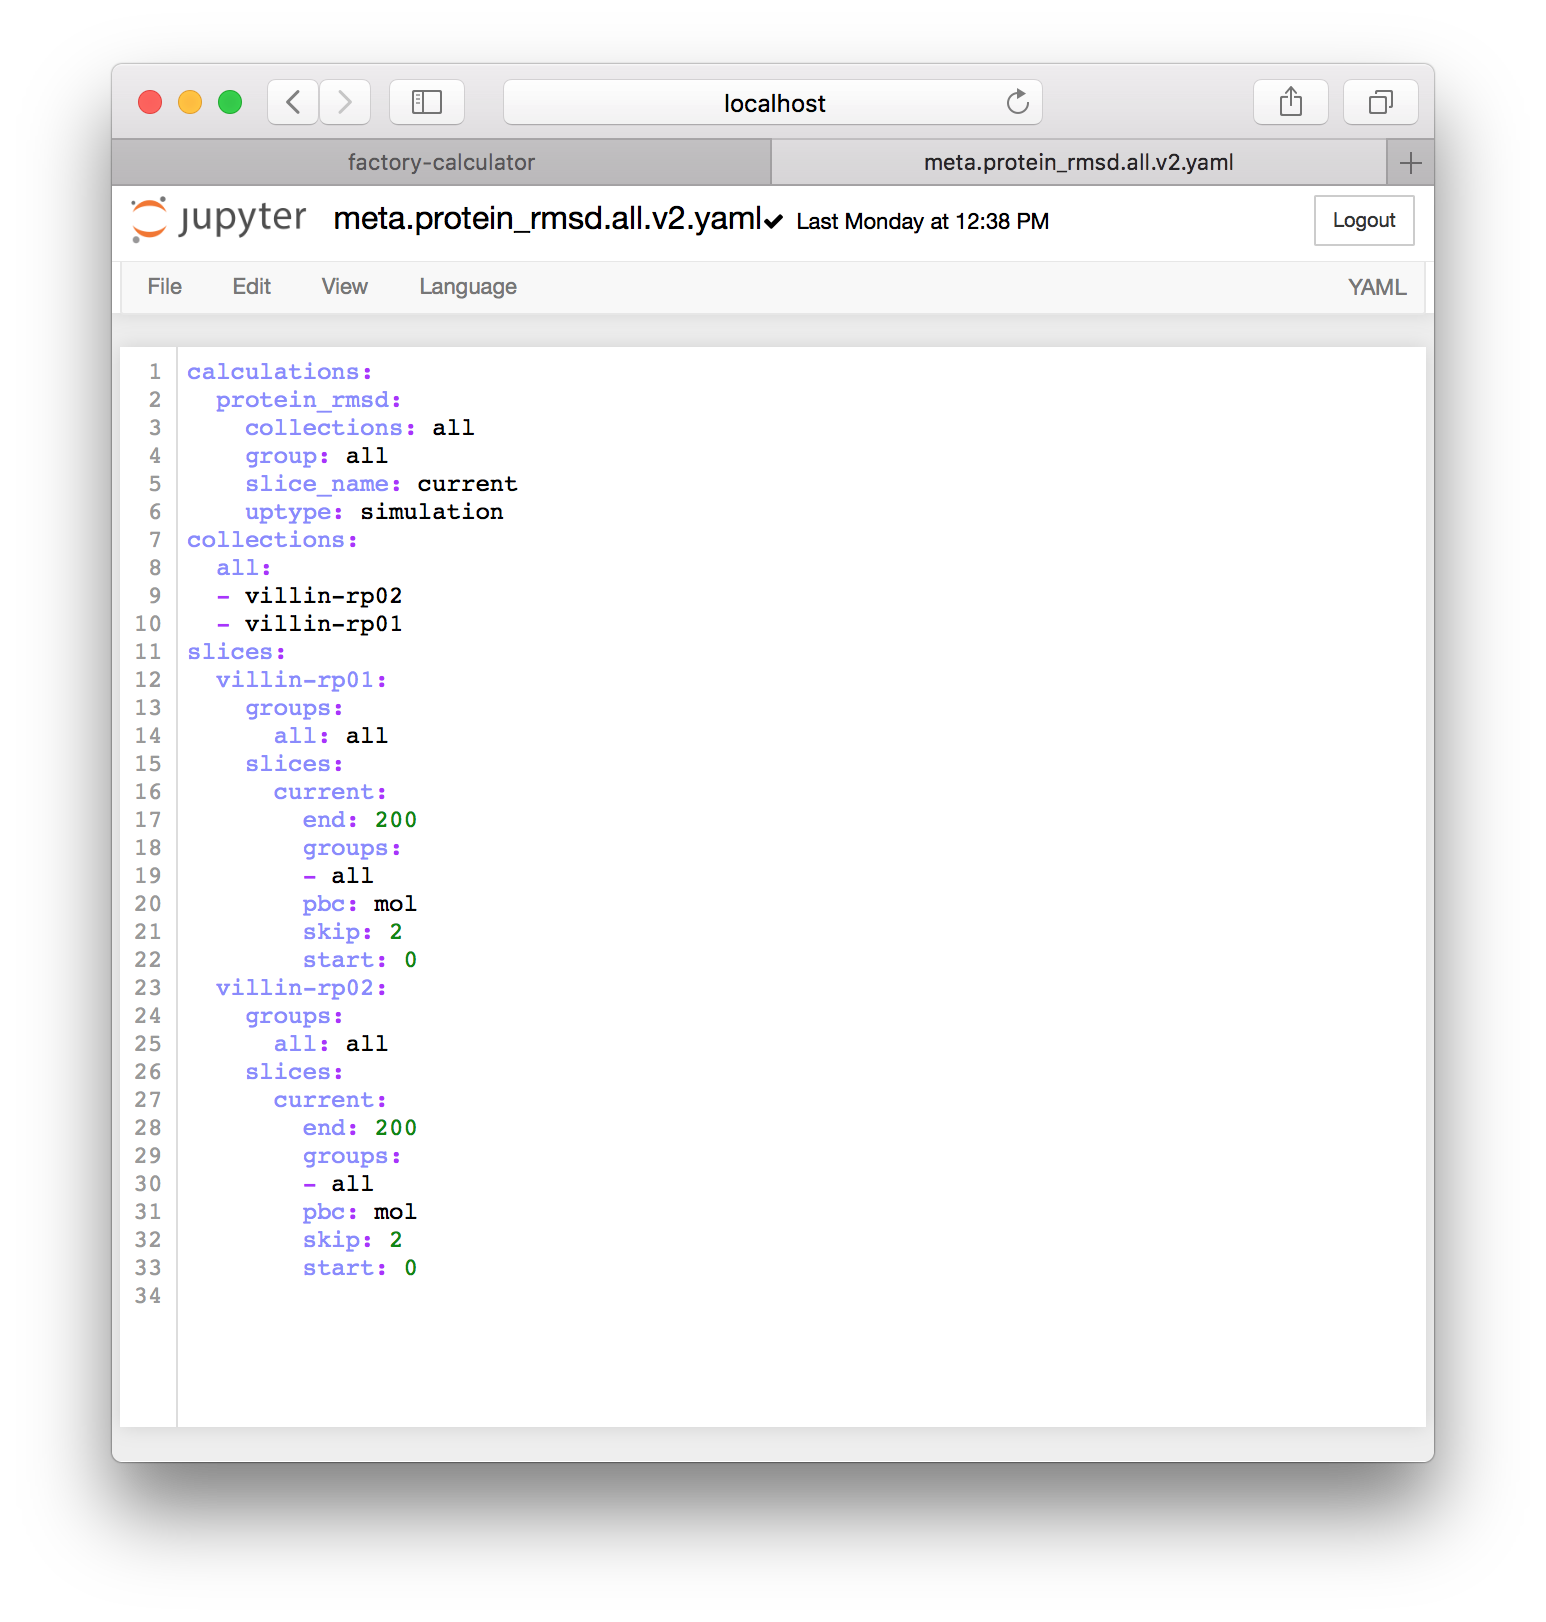 localhost
factory-calculator
meta.protein_rmsd.all.v2.yaml
jupyter meta.protein_rmsd.all.v2.yaml✔ Last Monday at 12:38 PM Logout
File Edit View Language YAML
1 calculations:
2   protein_rmsd:
3     collections: all
4     group: all
5     slice_name: current
6     uptype: simulation
7 collections:
8   all:
9   - villin-rp02
10   - villin-rp01
11 slices:
12   villin-rp01:
13     groups:
14       all: all
15     slices:
16       current:
17         end: 200
18         groups:
19         - all
20         pbc: mol
21         skip: 2
22         start: 0
23   villin-rp02:
24     groups:
25       all: all
26     slices:
27       current:
28         end: 200
29         groups:
30         - all
31         pbc: mol
32         skip: 2
33         start: 0
34